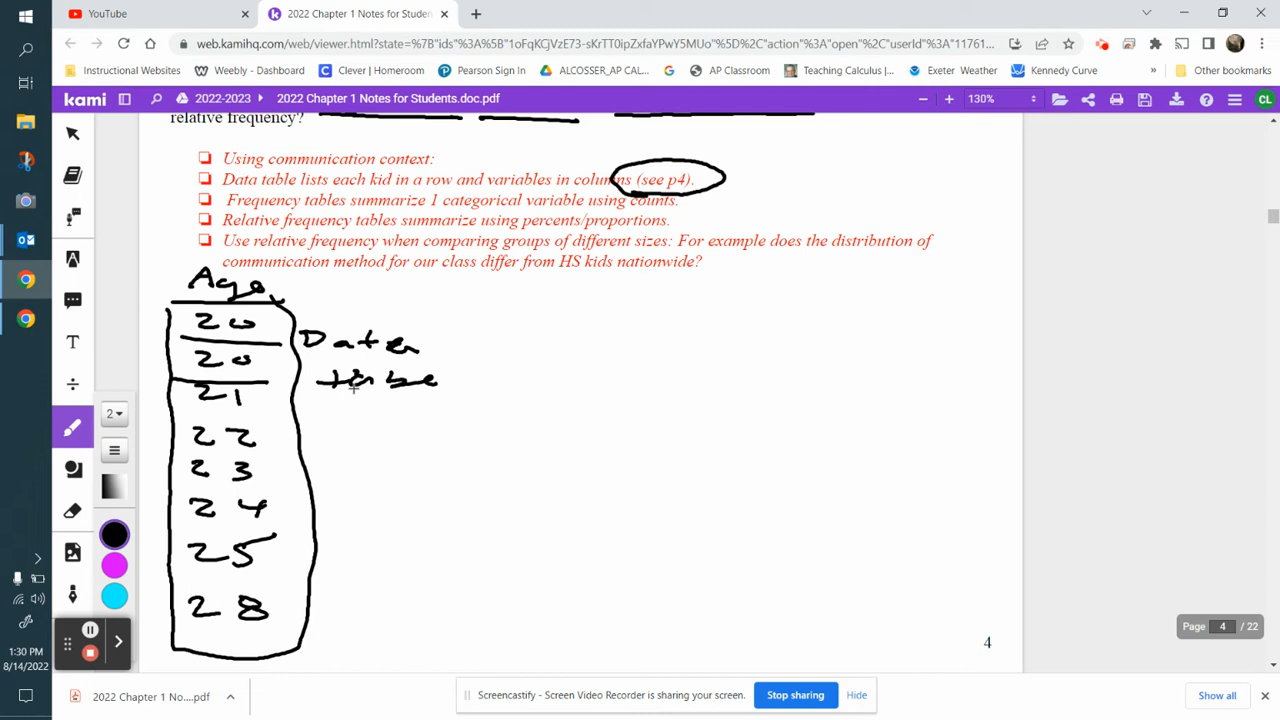 YouTube
2022 Chapter 1 Notes for Studen
web.kamihq.com/web/viewer.html?state=%7B"ids"%3A%5B"1oFqKCjVzE73-sKrTT0ipZxfaYPwY5MUo"%5D%2C"action"%3A"open"%2C"userId"%3A"11761...
Instructional Websites
Weebly - Dashboard
Clever | Homeroom
Pearson Sign In
ALCOSSER_AP CAL...
AP Classroom
Teaching Calculus |...
Exeter Weather
Kennedy Curve
Other bookmarks
kami
2022-2023
2022 Chapter 1 Notes for Students.doc.pdf
130%
CL
relative frequency?
Using communication context:
Data table lists each kid in a row and variables in columns (see p4).
Frequency tables summarize 1 categorical variable using counts.
Relative frequency tables summarize using percents/proportions.
Use relative frequency when comparing groups of different sizes: For example does the distribution of
communication method for our class differ from HS kids nationwide?
Age
20
20
21
22
23
24
25
28
Data
2
4
Page 4 / 22
1:30 PM
8/14/2022
2022 Chapter 1 No....pdf
Screencastify - Screen Video Recorder is sharing your screen.
Stop sharing
Hide
Show all